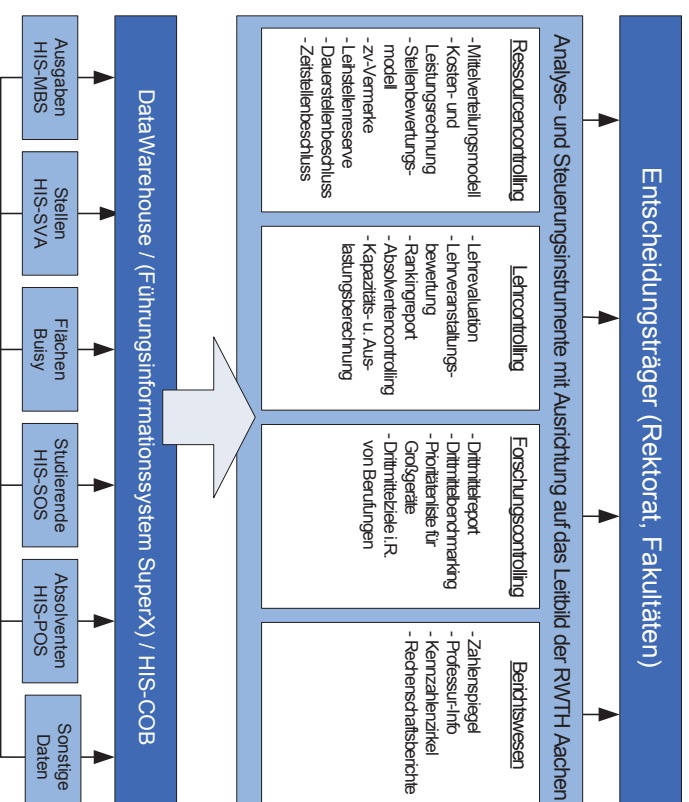 Entscheidungsträger (Rektorat, Fakultäten)
Analyse- und Steuerungsinstrumente mit Ausrichtung auf das Leitbild der RWTH Aachen
Ressourcencontrolling
- Mittelverteilungsmodell
- Kosten- und
Leistungsrechnung
- Stellenbewertungs-
modell
- zv-Vermerke
- Leihstellenreserve
- Dauerstellenbeschluss
- Zeitstellenbeschluss
Lehrcontrolling
- Lehrevaluation
- Lehrveranstaltungs-
bewertung
- Rankingreport
- Absolventencontrolling
- Kapazitäts- u. Aus-
lastungsberechnung
Forschungscontrolling
- Drittmittelreport
- Drittmittelbenchmarking
- Prioritätenliste für
Großgeräte
- Drittmittelziele i.R.
von Berufungen
Berichtswesen
- Zahlenspiegel
- Professur-Info
- Kennzahlenzirkel
- Rechenschaftsberichte
DataWarehouse / (Führungsinformationssystem SuperX) / HIS-COB
Ausgaben
HIS-MBS
Stellen
HIS-SVA
Flächen
Buisy
Studierende
HIS-SOS
Absolventen
HIS-POS
Sonstige
Daten